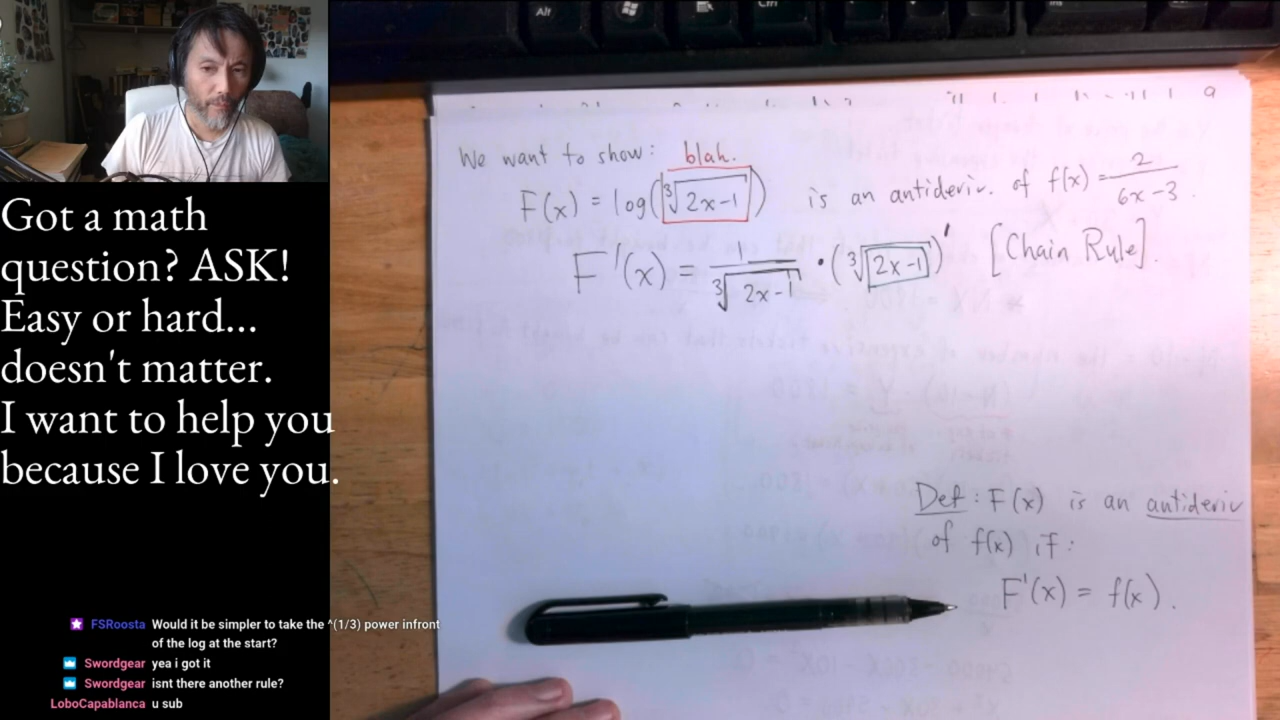 Got a math
question? ASK!
Easy or hard...
doesn't matter.
I want to help you
because I love you.
FSRoosta Would it be simpler to take the ^(1/3) power infront
of the log at the start?
Swordgear yea i got it
Swordgear isnt there another rule?
LoboCapablanca u sub
Alt
Ctrl
We want to show: blah.
F(x) = log(∛(2x-1)) is an antideriv. of f(x) = 2/(6x-3).
F'(x) = 1/∛(2x-1) · (∛(2x-1))' [Chain Rule].
Def: F(x) is an antideriv
of f(x) if:
F'(x) = f(x).